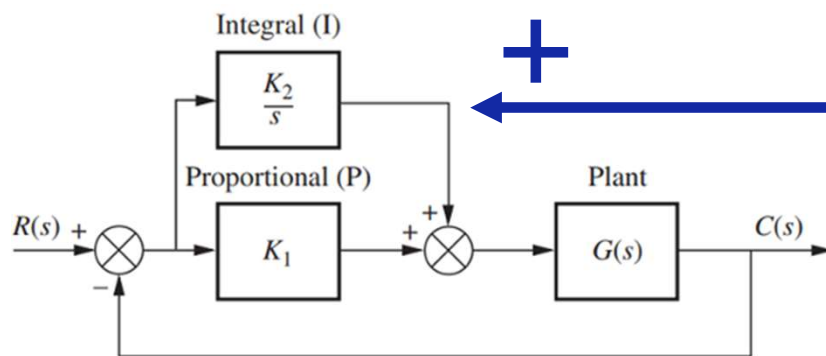 Integral (I)
+
K₂
s
Proportional (P)
Plant
R(s) +
+
+
K₁
G(s)
C(s)
−